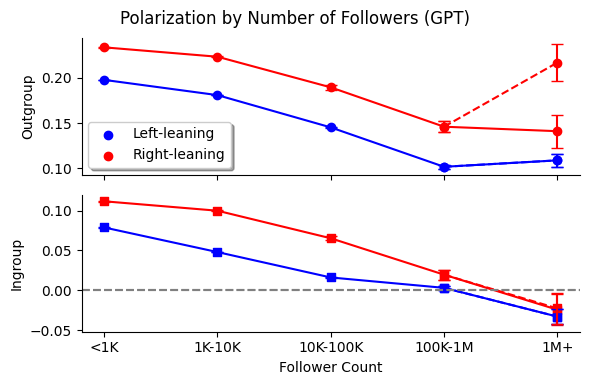 Polarization by Number of Followers (GPT)
Outgroup
0.20
0.15
0.10
Left-leaning
Right-leaning
Ingroup
0.10
0.05
0.00
−0.05
<1K
1K-10K
10K-100K
100K-1M
1M+
Follower Count